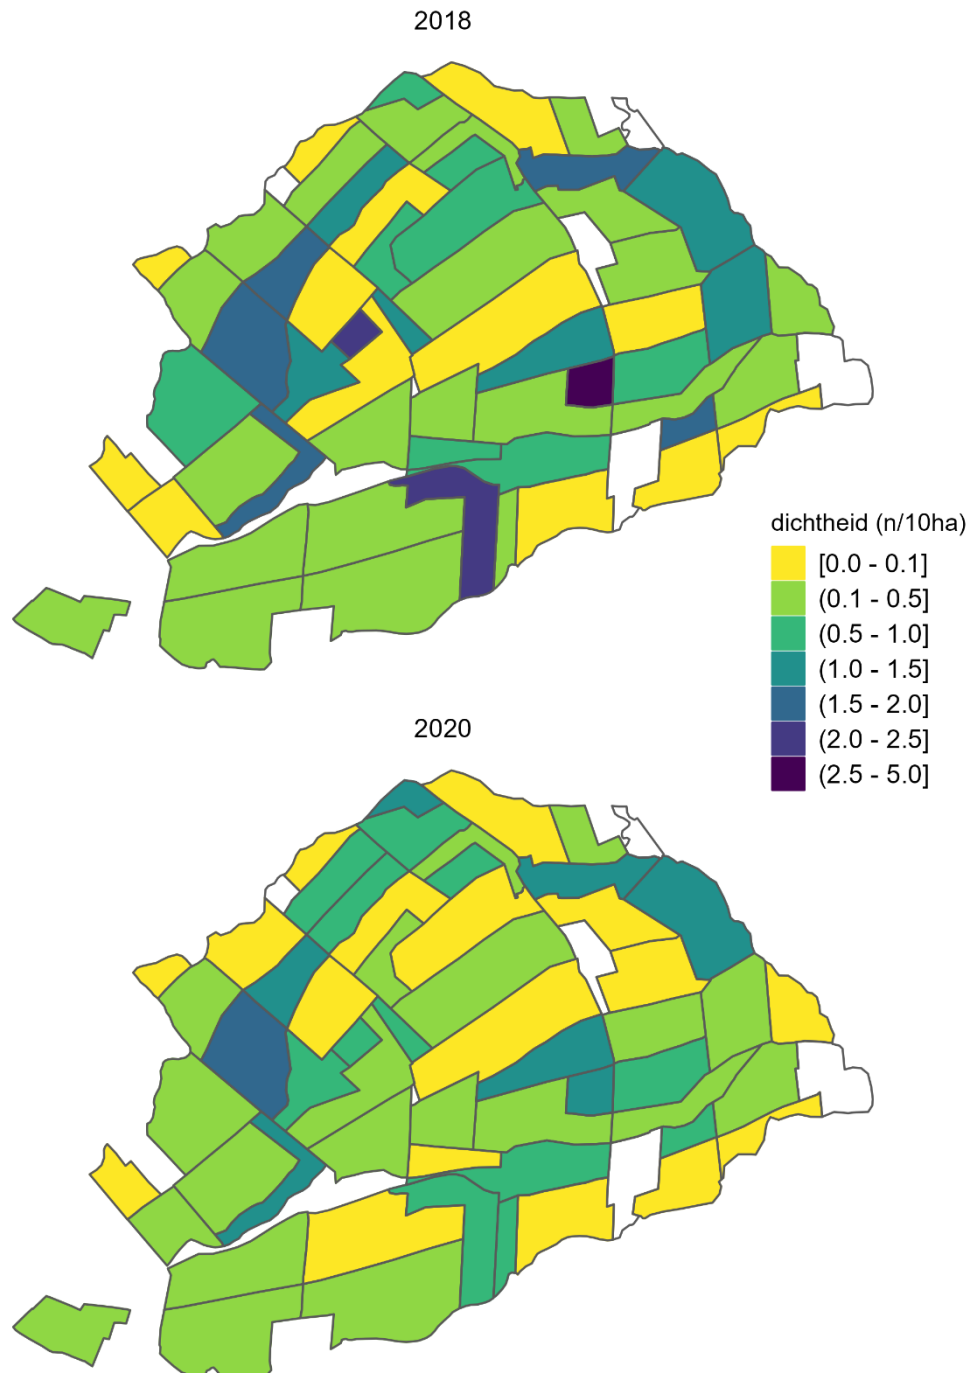 2018
dichtheid (n/10ha)
[0.0 - 0.1]
(0.1 - 0.5]
(0.5 - 1.0]
(1.0 - 1.5]
(1.5 - 2.0]
(2.0 - 2.5]
(2.5 - 5.0]
2020